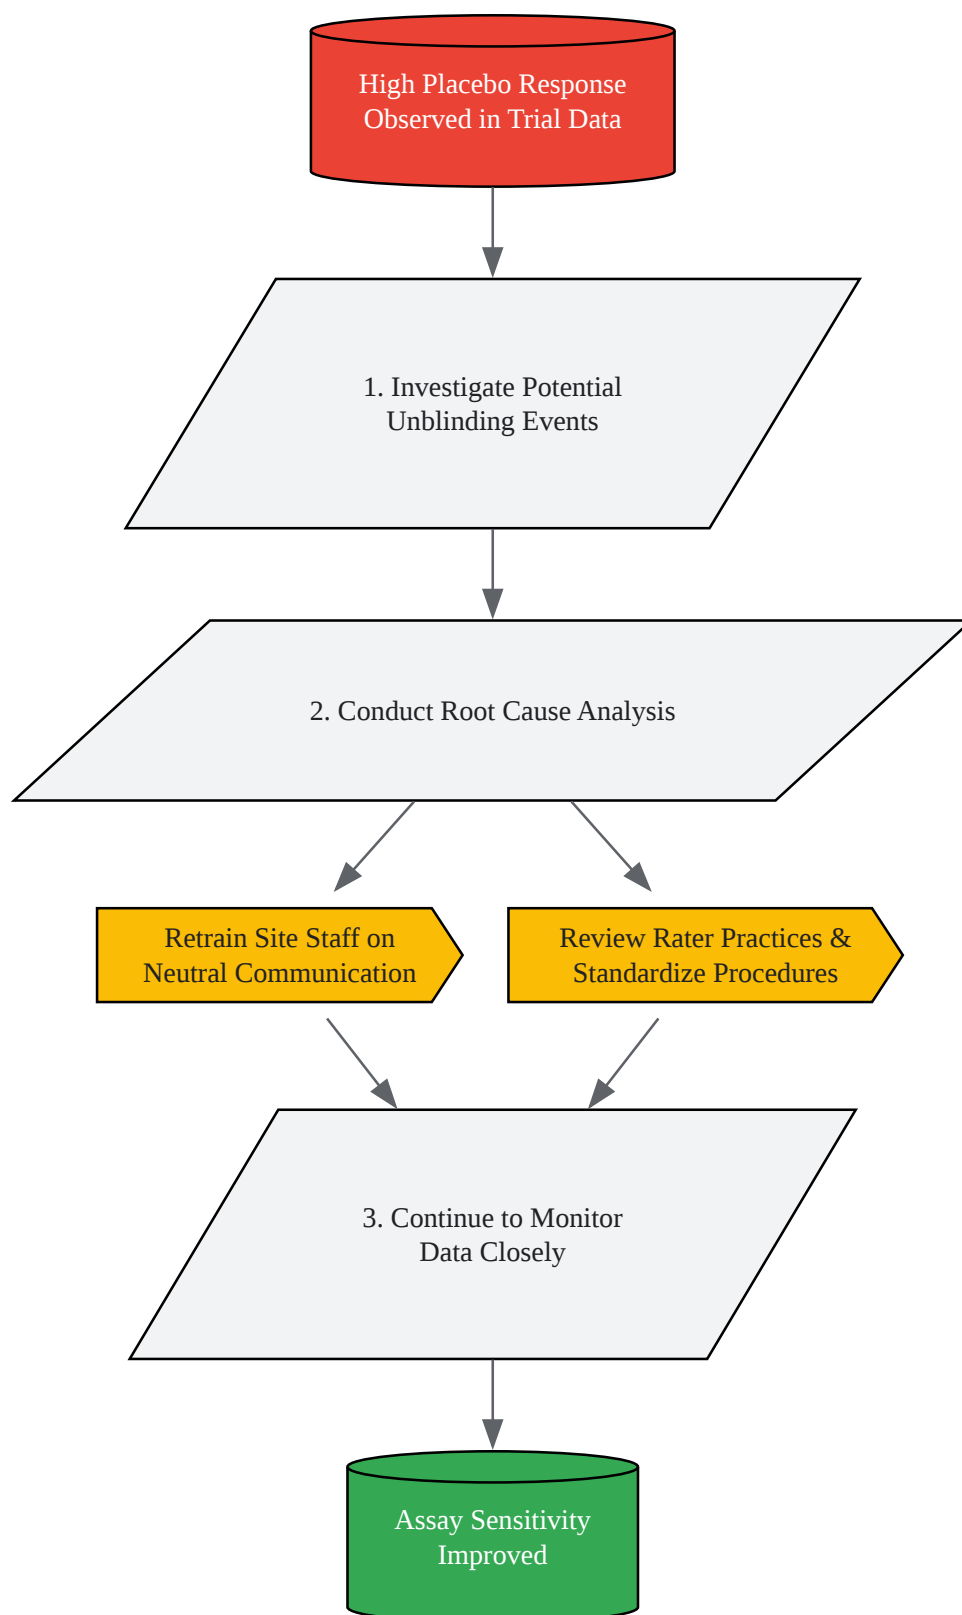 High Placebo Response
Observed in Trial Data
1. Investigate Potential
Unblinding Events
2. Conduct Root Cause Analysis
Retrain Site Staff on
Neutral Communication
Review Rater Practices &
Standardize Procedures
3. Continue to Monitor
Data Closely
Assay Sensitivity
Improved